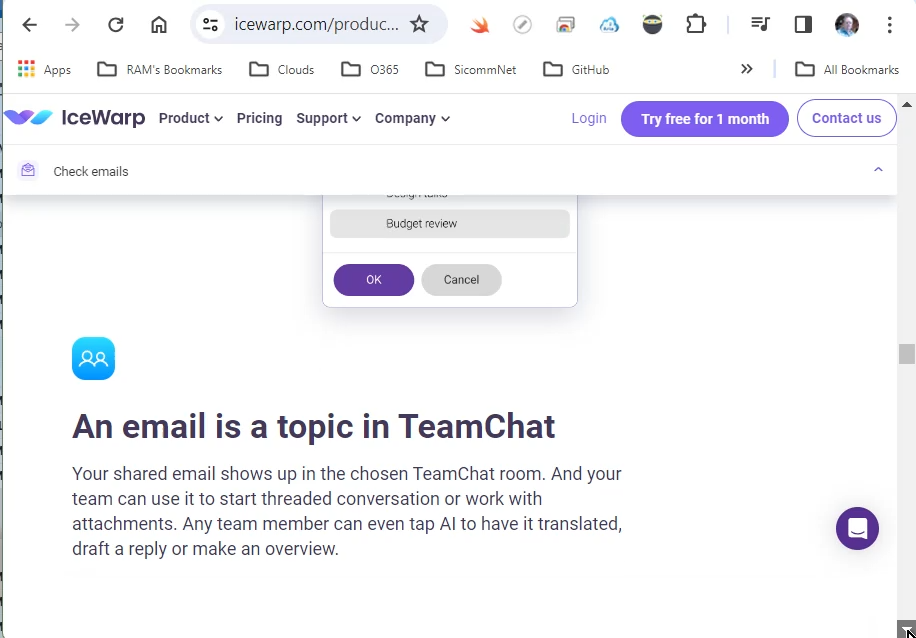 icewarp.com/produc...
Apps RAM's Bookmarks Clouds O365 SicommNet GitHub » All Bookmarks
IceWarp Product Pricing Support Company Login Try free for 1 month Contact us
Check emails
Design talks
Budget review
OK Cancel
An email is a topic in TeamChat
Your shared email shows up in the chosen TeamChat room. And your
team can use it to start threaded conversation or work with
attachments. Any team member can even tap AI to have it translated,
draft a reply or make an overview.